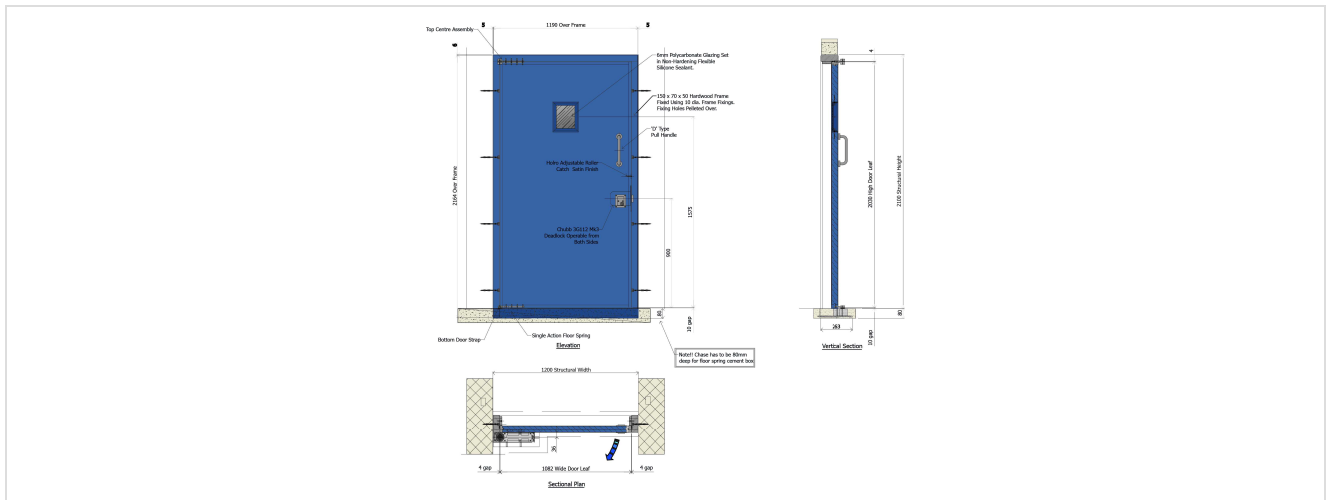 5
1190 Over Frame
5
Top Centre Assembly
6
6mm Polycarbonate Glazing Set
in Non-Hardening Flexible
Silicone Sealant.
150 x 70 x 50 Hardwood Frame
Fixed Using 10 dia. Frame Fixings.
Fixing Holes Pelleted Over.
'D' Type
Pull Handle
Holm Adjustable Roller
Catch Satin Finish
2164 Over Frame
1575
900
Chubb 3G112 Mk3
Deadlock Operable from
Both Sides
80
10 gap
Bottom Door Strap
Single Action Floor Spring
Elevation
Note!! Chase has to be 80mm
deep for floor spring cement box
4
2030 High Door Leaf
2100 Structural Height
263
10 gap
80
Vertical Section
1200 Structural Width
36
4 gap
1082 Wide Door Leaf
4 gap
Sectional Plan